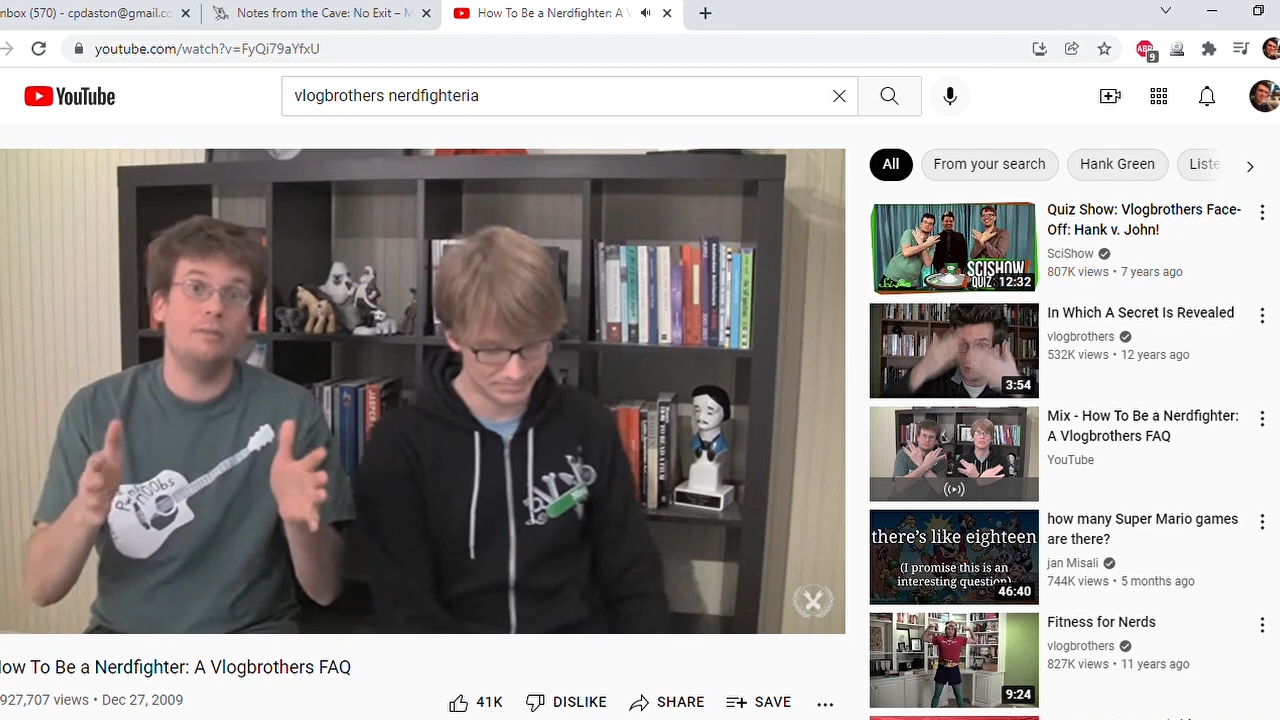 nbox (570) - cpdaston@gmail.co
Notes from the Cave: No Exit – M
How To Be a Nerdfighter: A V
youtube.com/watch?v=FyQi79aYfxU
ABP
9
YouTube
vlogbrothers nerdfighteria
All
From your search
Hank Green
Liste
Quiz Show: Vlogbrothers Face-
Off: Hank v. John!
SciShow
807K views • 7 years ago
SCISHOW
QUIZ
12:32
In Which A Secret Is Revealed
vlogbrothers
532K views • 12 years ago
3:54
Mix - How To Be a Nerdfighter:
A Vlogbrothers FAQ
YouTube
how many Super Mario games
are there?
jan Misali
744K views • 5 months ago
there's like eighteen
(I promise this is an
interesting question)
46:40
Fitness for Nerds
vlogbrothers
827K views • 11 years ago
9:24
noobs
ow To Be a Nerdfighter: A Vlogbrothers FAQ
927,707 views • Dec 27, 2009
41K
DISLIKE
SHARE
SAVE